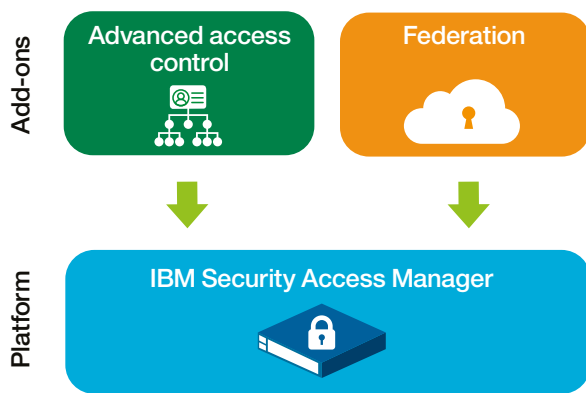 Add-ons
Advanced access
control
Federation
Platform
IBM Security Access Manager